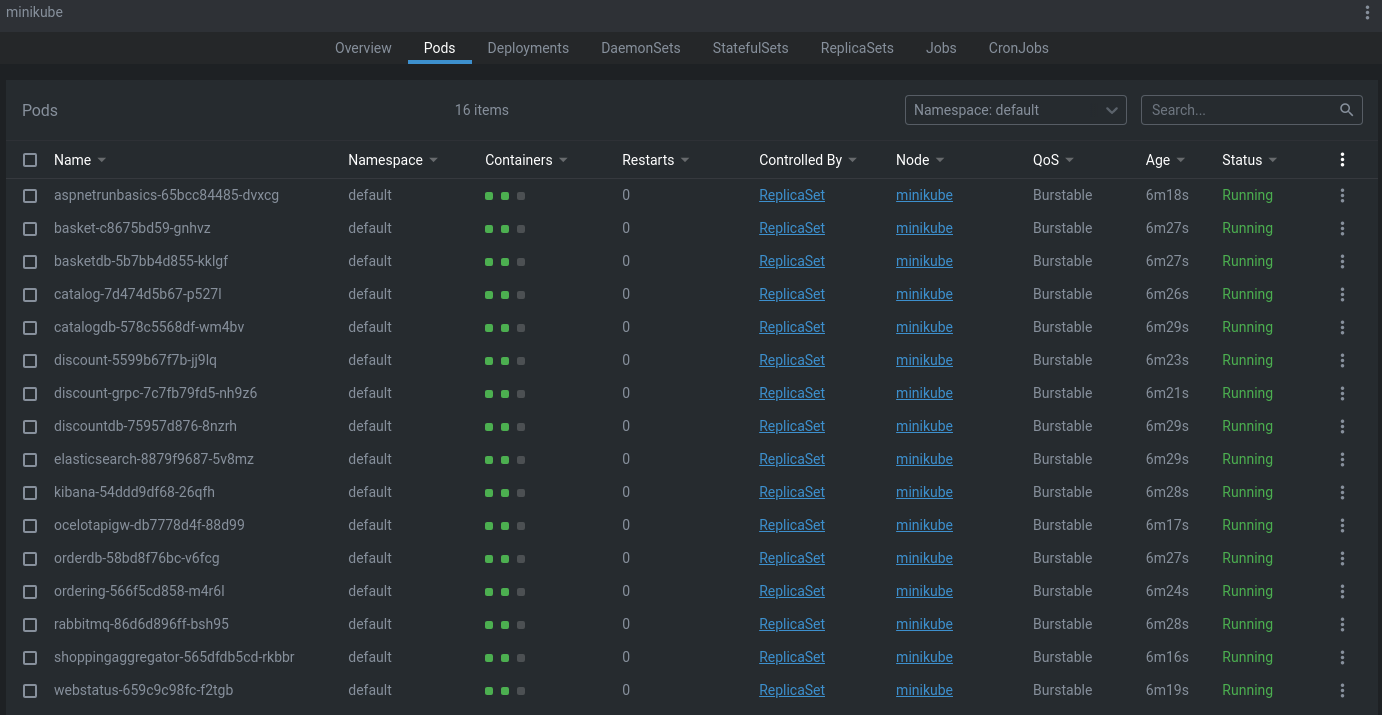 minikube
Overview Pods Deployments DaemonSets StatefulSets ReplicaSets Jobs CronJobs
Pods 16 items Namespace: default Search...
Name Namespace Containers Restarts Controlled By Node QoS Age Status
aspnetrunbasics-65bcc84485-dvxcg default 0 ReplicaSet minikube Burstable 6m18s Running
basket-c8675bd59-gnhvz default 0 ReplicaSet minikube Burstable 6m27s Running
basketdb-5b7bb4d855-kklgf default 0 ReplicaSet minikube Burstable 6m27s Running
catalog-7d474d5b67-p527l default 0 ReplicaSet minikube Burstable 6m26s Running
catalogdb-578c5568df-wm4bv default 0 ReplicaSet minikube Burstable 6m29s Running
discount-5599b67f7b-jj9lq default 0 ReplicaSet minikube Burstable 6m23s Running
discount-grpc-7c7fb79fd5-nh9z6 default 0 ReplicaSet minikube Burstable 6m21s Running
discountdb-75957d876-8nzrh default 0 ReplicaSet minikube Burstable 6m29s Running
elasticsearch-8879f9687-5v8mz default 0 ReplicaSet minikube Burstable 6m29s Running
kibana-54ddd9df68-26qfh default 0 ReplicaSet minikube Burstable 6m28s Running
ocelotapigw-db7778d4f-88d99 default 0 ReplicaSet minikube Burstable 6m17s Running
orderdb-58bd8f76bc-v6fcg default 0 ReplicaSet minikube Burstable 6m27s Running
ordering-566f5cd858-m4r6l default 0 ReplicaSet minikube Burstable 6m24s Running
rabbitmq-86d6d896ff-bsh95 default 0 ReplicaSet minikube Burstable 6m28s Running
shoppingaggregator-565dfdb5cd-rkbbr default 0 ReplicaSet minikube Burstable 6m16s Running
webstatus-659c9c98fc-f2tgb default 0 ReplicaSet minikube Burstable 6m19s Running